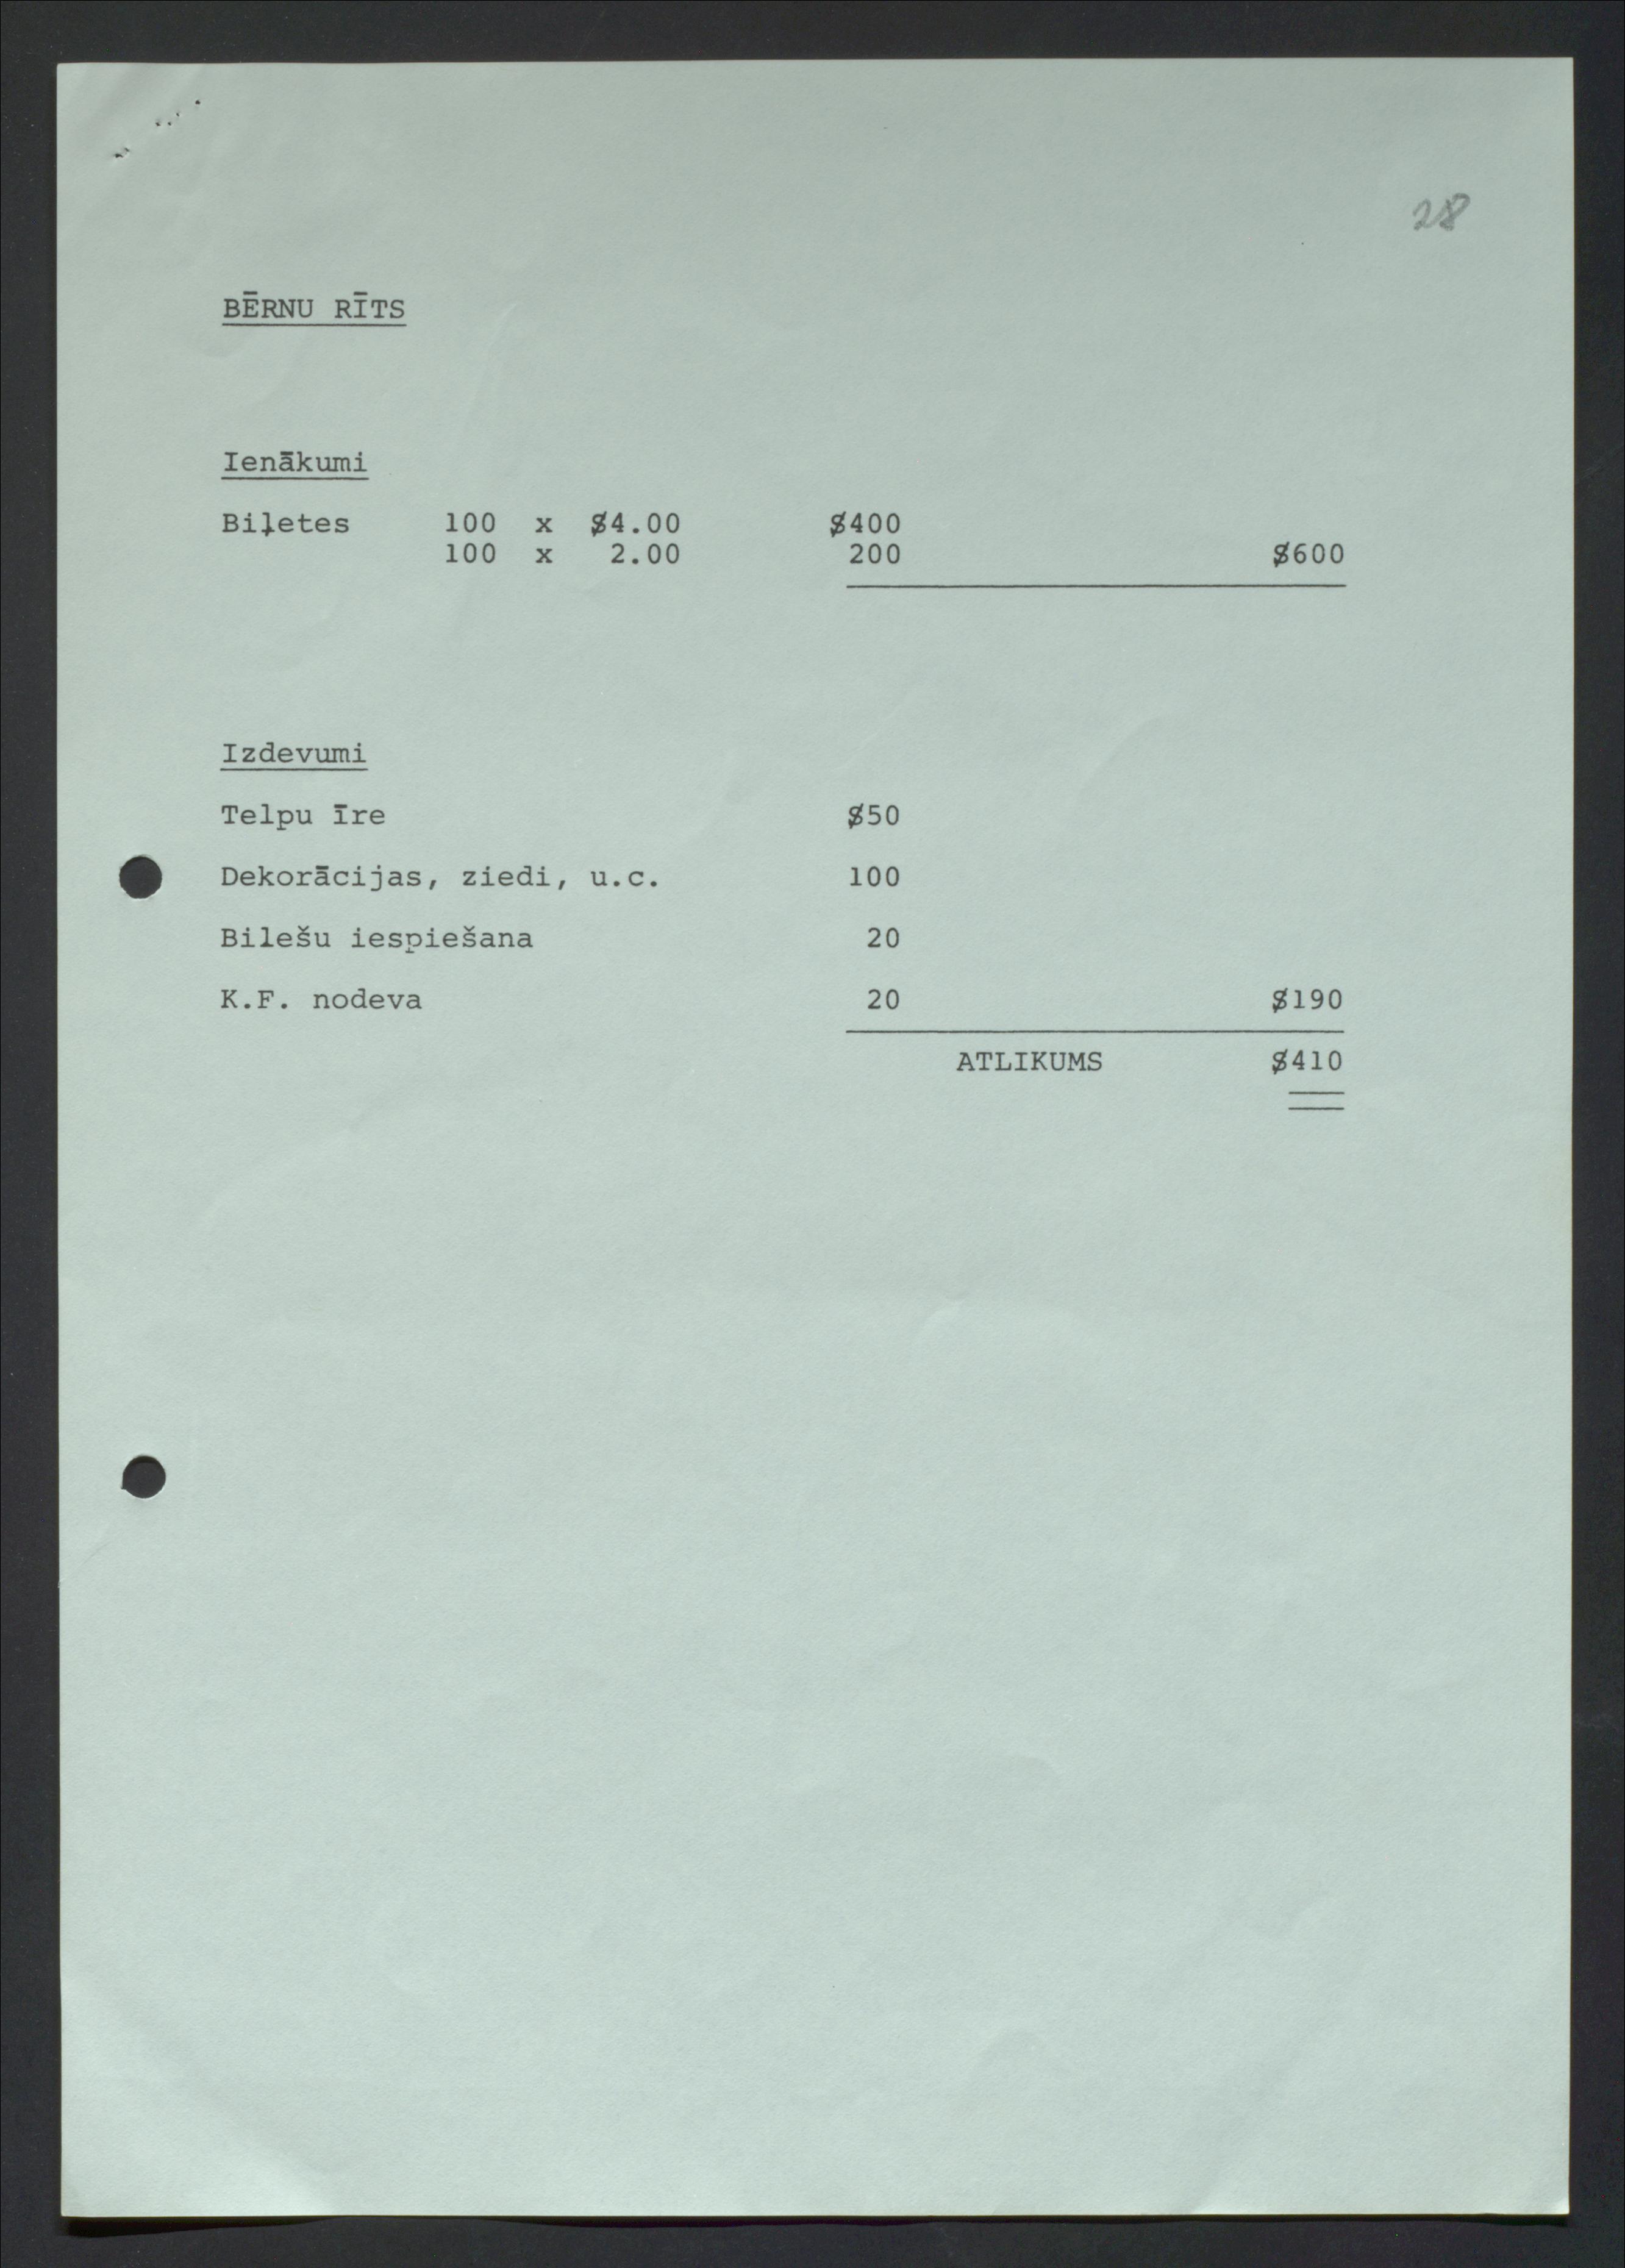 28
BĒRNU RĪTS
Ienākumi
Biļetes 100 x $4.00 $400
100 x 2.00 200 $600
Izdevumi
Telpu īre $50
Dekorācijas, ziedi, u.c. 100
Bilešu iespiešana 20
K.F. nodeva 20 $190
ATLIKUMS $410